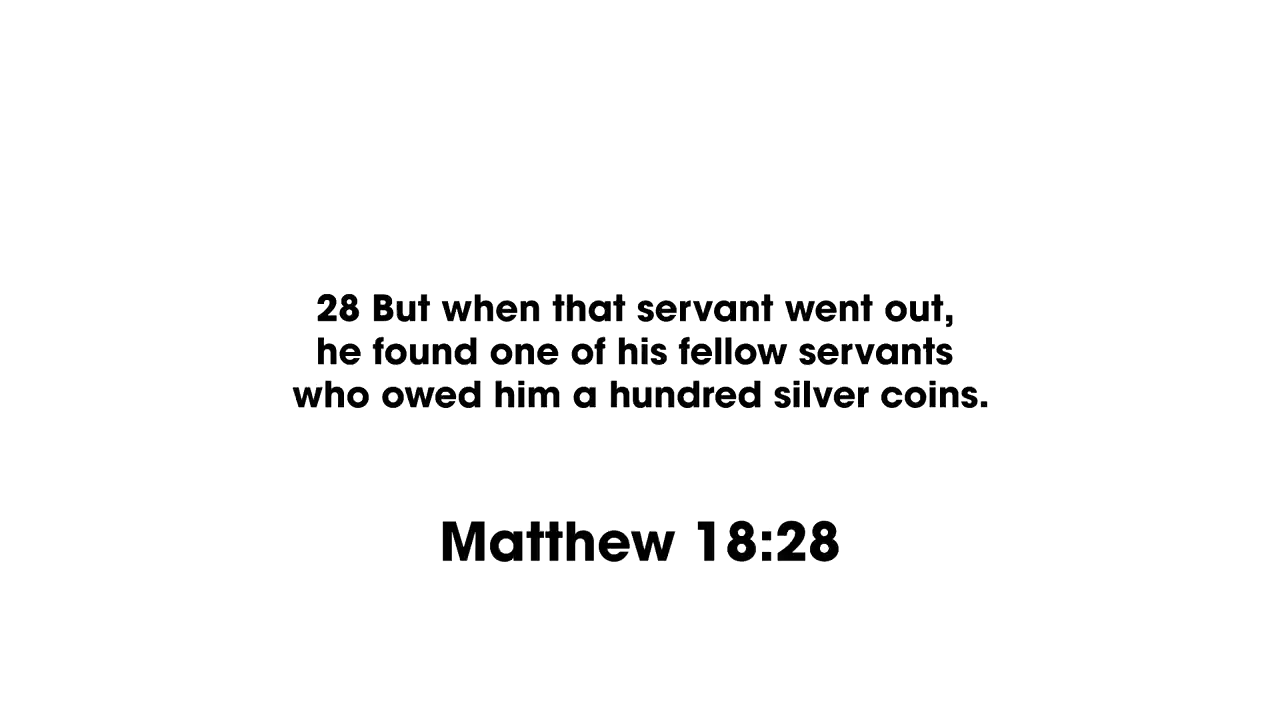 28 But when that servant went out,
he found one of his fellow servants
who owed him a hundred silver coins.
Matthew 18:28